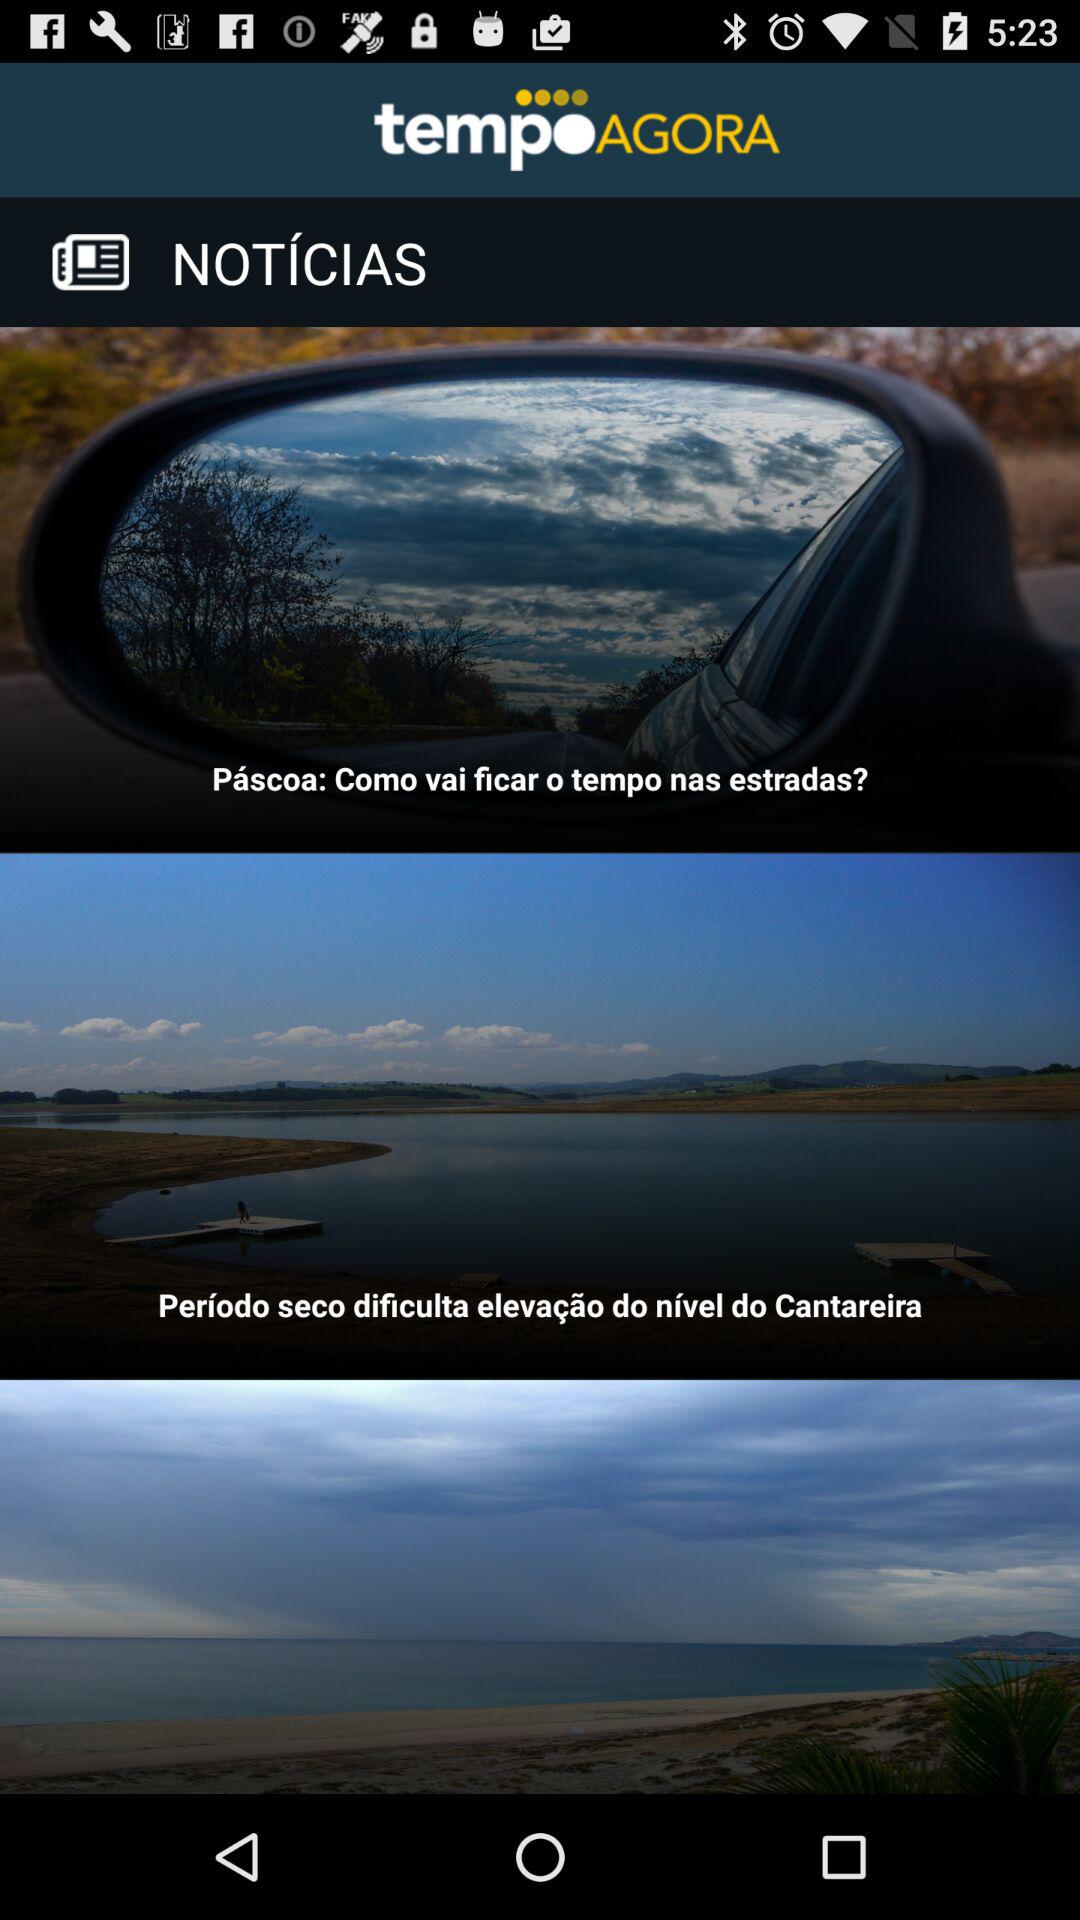 FAKE
5:23
tempoAGORA
NOTÍCIAS
Páscoa: Como vai ficar o tempo nas estradas?
Período seco dificulta elevação do nível do Cantareira